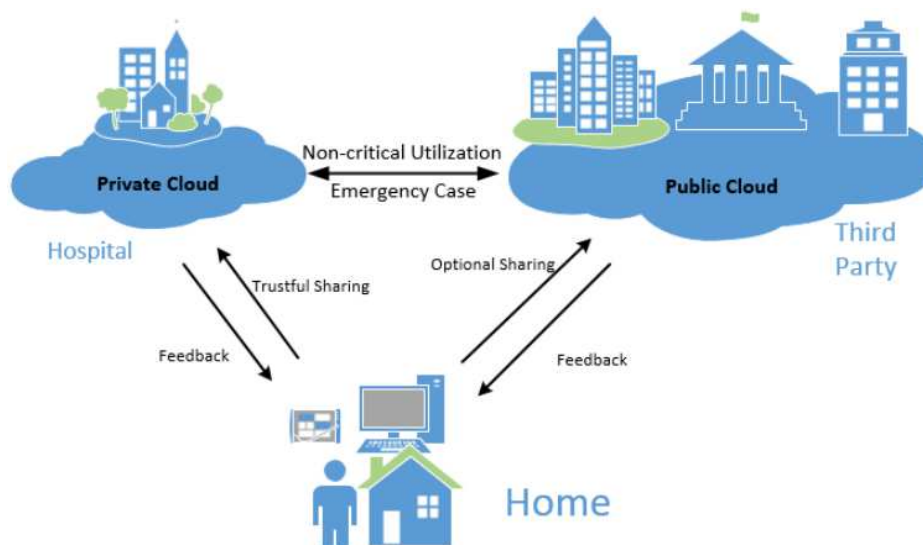 Non-critical Utilization
Private Cloud
Emergency Case
Public Cloud
Hospital
Third
Party
Optional Sharing
Trustful Sharing
Feedback
Feedback
Home